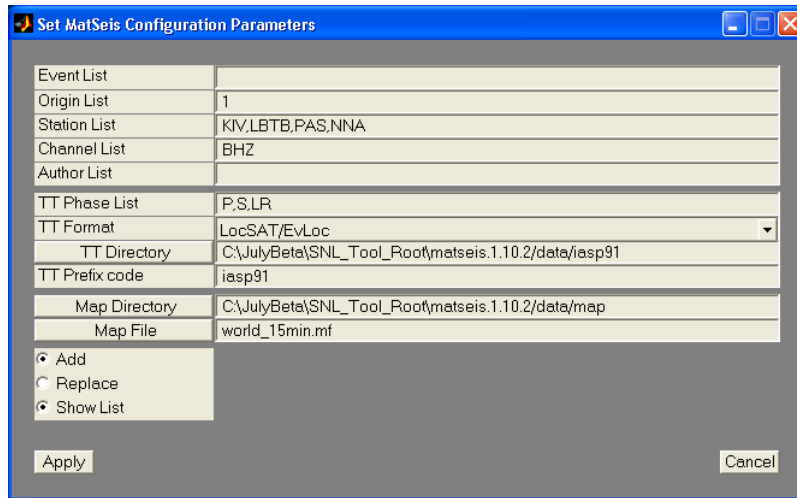 Set MatSeis Configuration Parameters
Event List
Origin List 1
Station List KIV,LBTB,PAS,NNA
Channel List BHZ
Author List
TT Phase List P,S,LR
TT Format LocSAT/EvLoc
TT Directory C:\JulyBeta\SNL_Tool_Root\matseis.1.10.2/data/iasp91
TT Prefix code iasp91
Map Directory C:\JulyBeta\SNL_Tool_Root\matseis.1.10.2/data/map
Map File world_15min.mf
Add
Replace
Show List
Apply Cancel